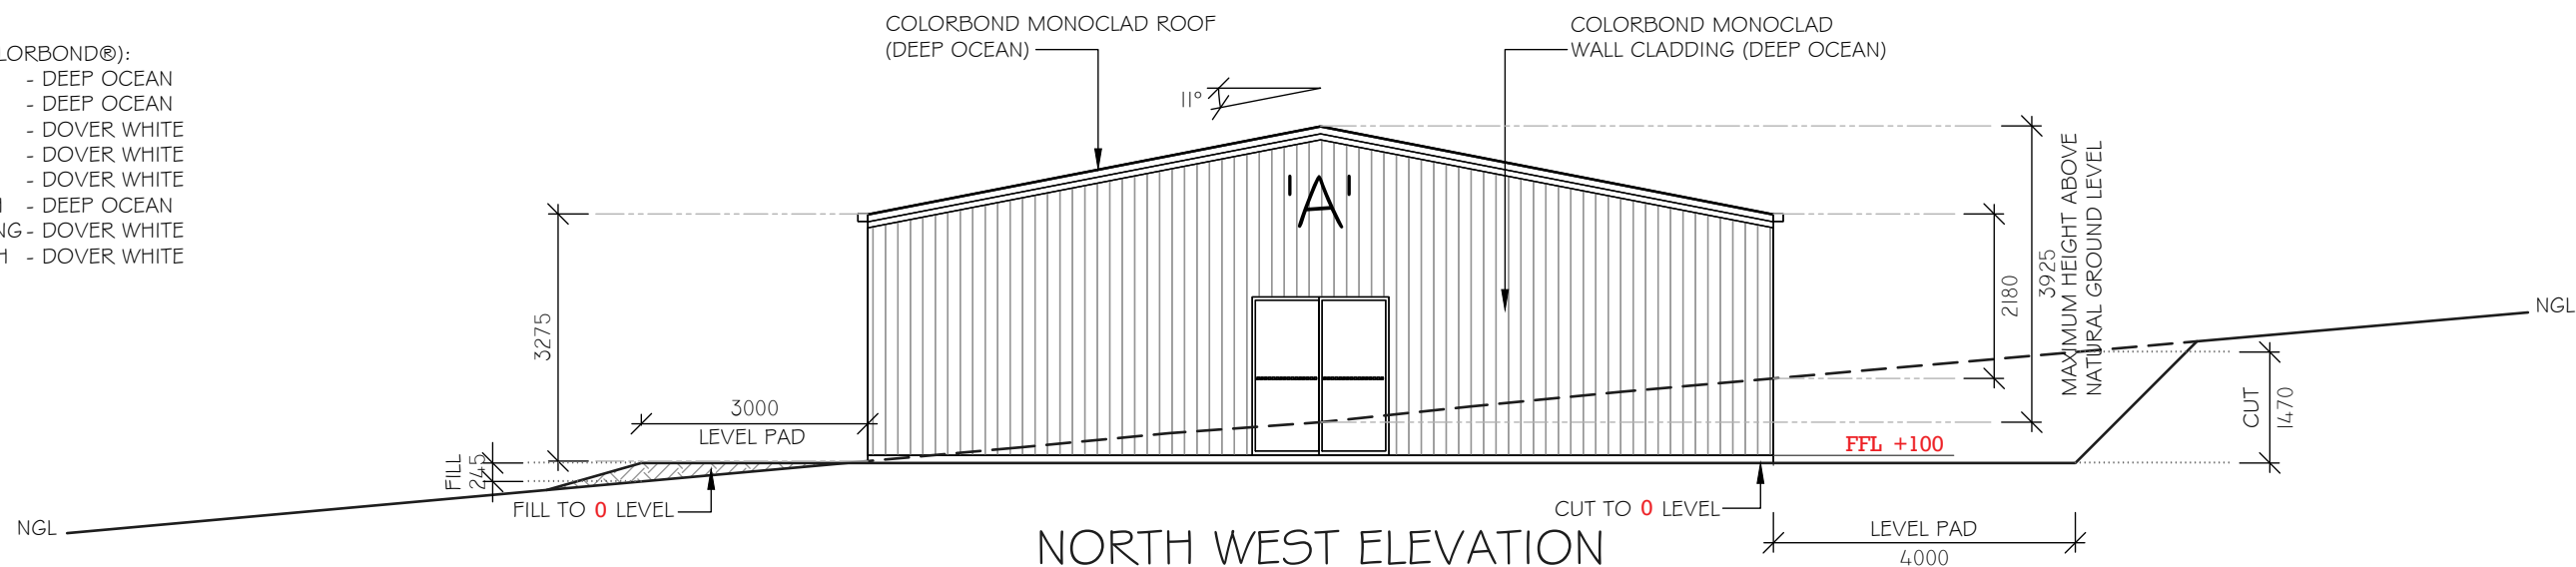 LORBOND®):
- DEEP OCEAN
- DEEP OCEAN
- DOVER WHITE
- DOVER WHITE
- DOVER WHITE
- DEEP OCEAN
NG - DOVER WHITE
H - DOVER WHITE
COLORBOND MONOCLAD ROOF
(DEEP OCEAN)
COLORBOND MONOCLAD
WALL CLADDING (DEEP OCEAN)
11°
'A'
3275
3000
LEVEL PAD
FILL
245
FILL TO 0 LEVEL
NGL
2180
3925
MAXIMUM HEIGHT ABOVE
NATURAL GROUND LEVEL
NGL
CUT
1470
FFL +100
CUT TO 0 LEVEL
LEVEL PAD
4000
NORTH WEST ELEVATION